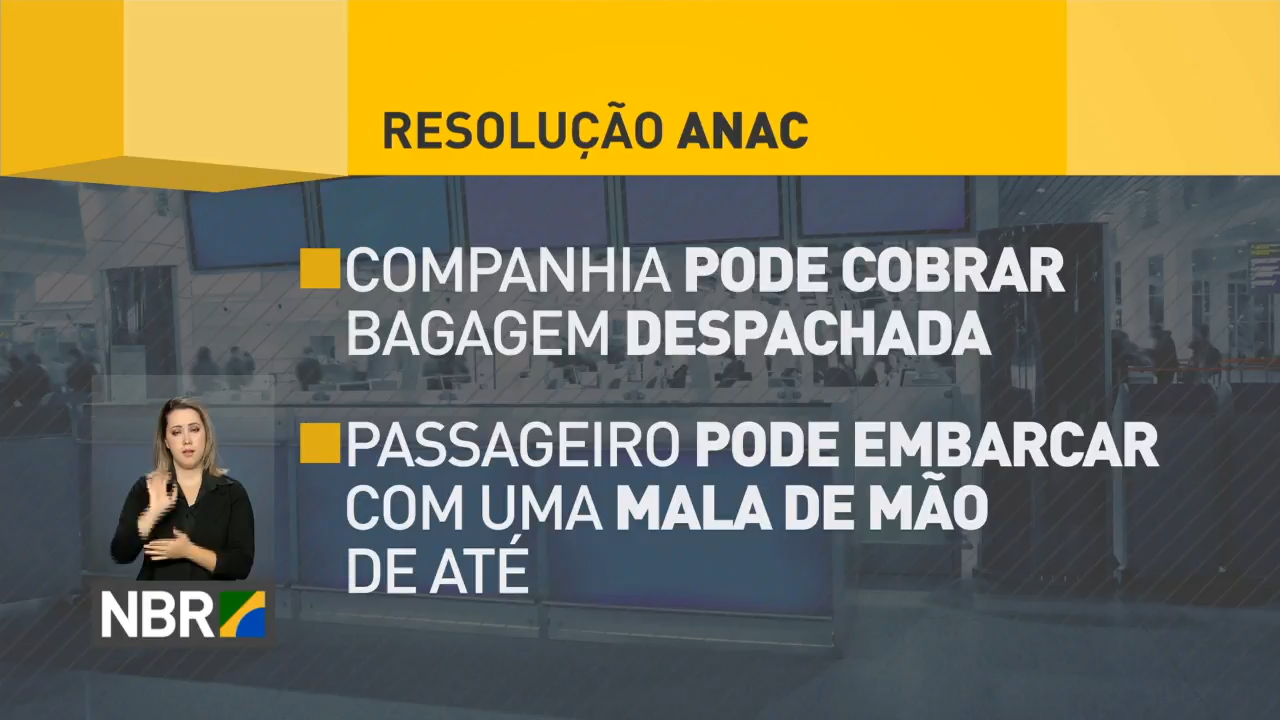 RESOLUÇÃO ANAC
COMPANHIA PODE COBRAR
BAGAGEM DESPACHADA
PASSAGEIRO PODE EMBARCAR
COM UMA MALA DE MÃO
DE ATÉ
NBR